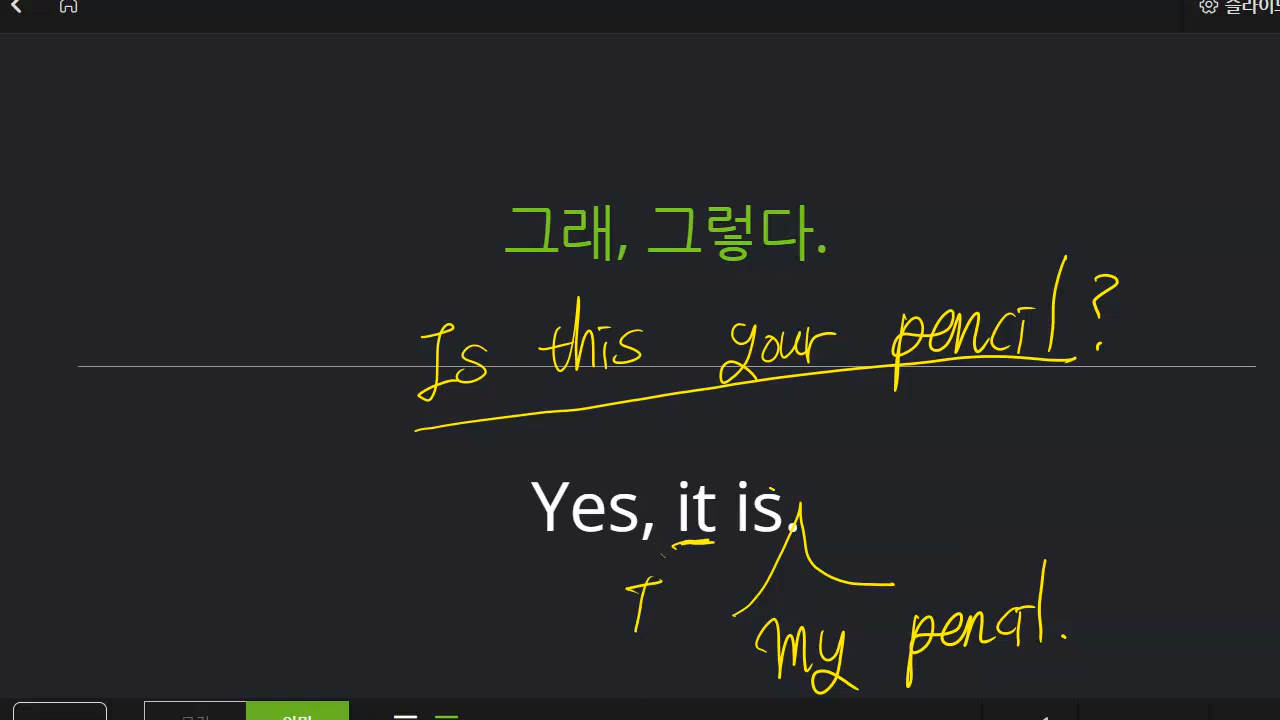 그래, 그렇다.
Is this your pencil?
Yes, it is.
my pencil.